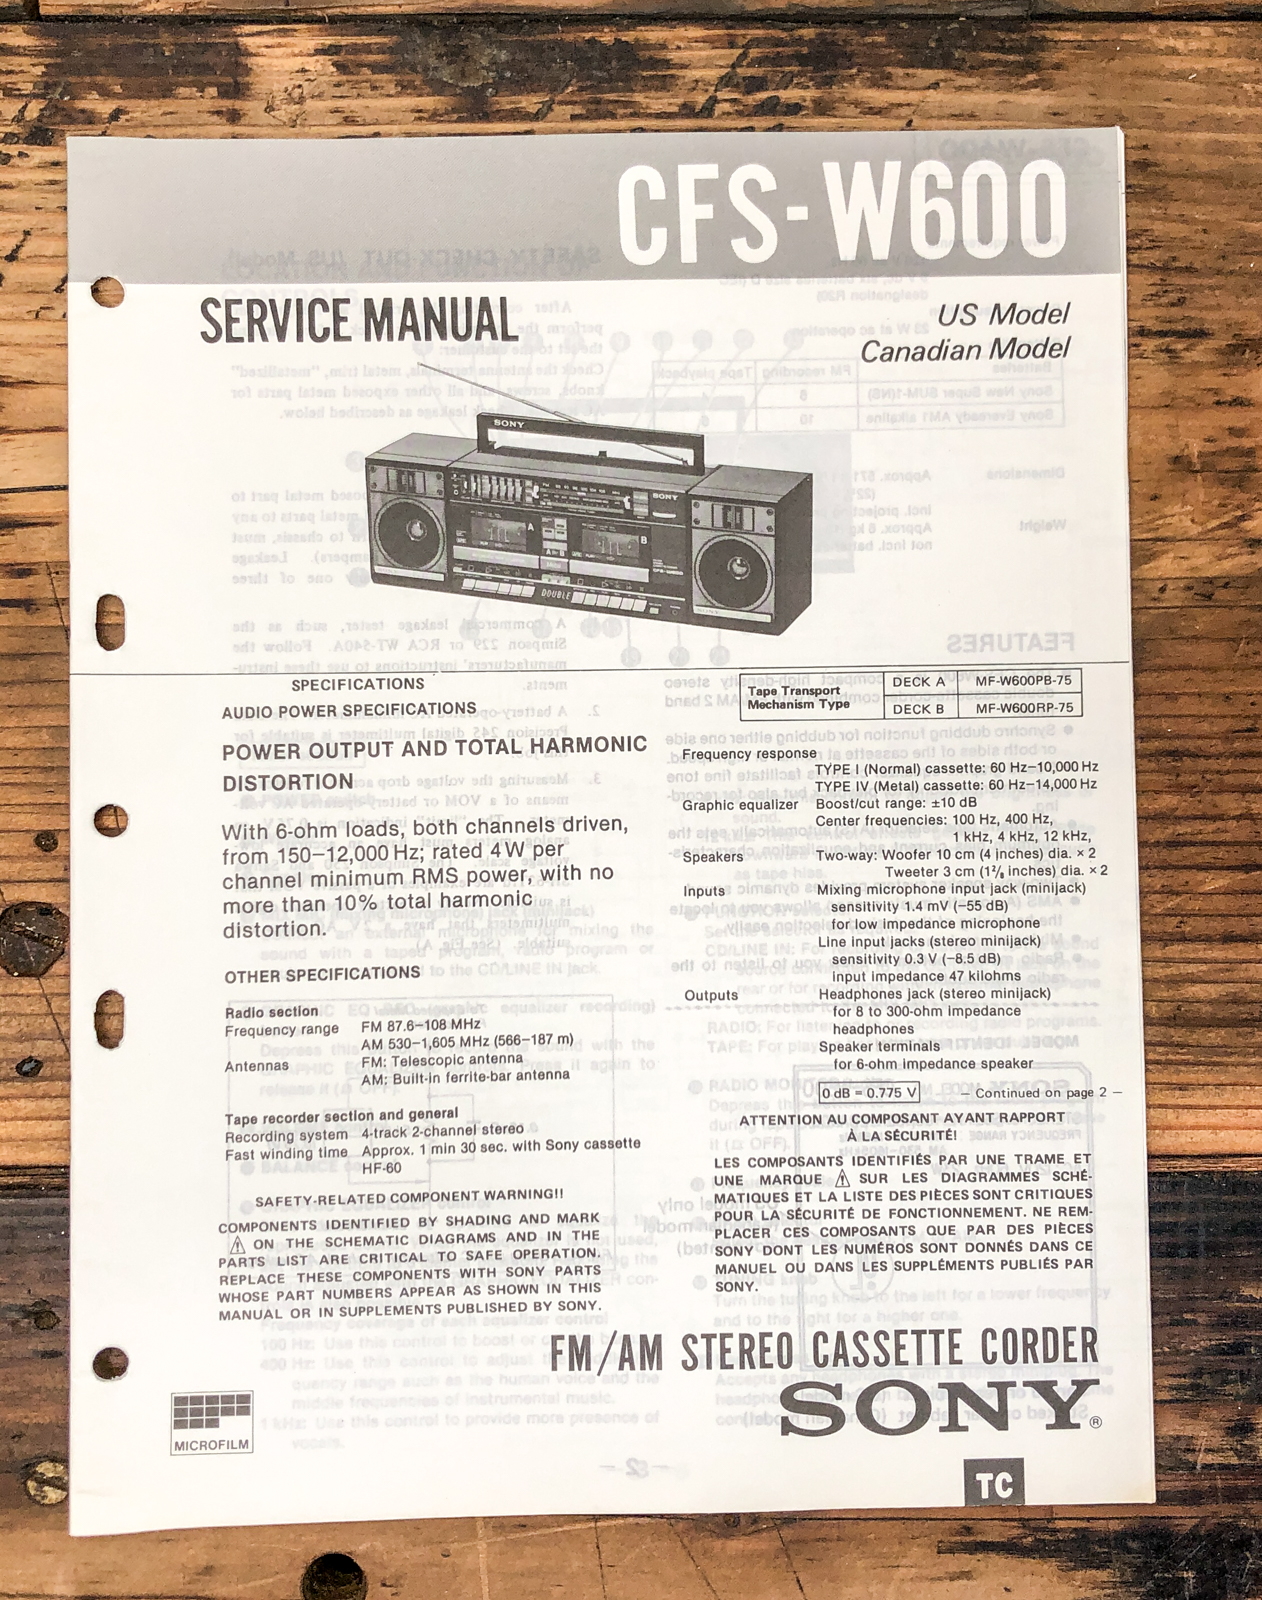 CFS-W600
SERVICE MANUAL
US Model
Canadian Model
SONY
SONY
A
B
A B
DOUBLE
SONY
SPECIFICATIONS
AUDIO POWER SPECIFICATIONS
POWER OUTPUT AND TOTAL HARMONIC
DISTORTION
With 6-ohm loads, both channels driven,
from 150–12,000 Hz; rated 4 W per
channel minimum RMS power, with no
more than 10% total harmonic
distortion.
OTHER SPECIFICATIONS
Radio section
Frequency range FM 87.6–108 MHz
AM 530–1,605 MHz (566–187 m)
Antennas FM: Telescopic antenna
AM: Built-in ferrite-bar antenna
Tape recorder section and general
Recording system 4-track 2-channel stereo
Fast winding time Approx. 1 min 30 sec. with Sony cassette
HF-60
SAFETY-RELATED COMPONENT WARNING!!
COMPONENTS IDENTIFIED BY SHADING AND MARK
⚠ ON THE SCHEMATIC DIAGRAMS AND IN THE
PARTS LIST ARE CRITICAL TO SAFE OPERATION.
REPLACE THESE COMPONENTS WITH SONY PARTS
WHOSE PART NUMBERS APPEAR AS SHOWN IN THIS
MANUAL OR IN SUPPLEMENTS PUBLISHED BY SONY.
Tape Transport
Mechanism Type
DECK A MF-W600PB-75
DECK B MF-W600RP-75
Frequency response
TYPE I (Normal) cassette: 60 Hz–10,000 Hz
TYPE IV (Metal) cassette: 60 Hz–14,000 Hz
Graphic equalizer Boost/cut range: ±10 dB
Center frequencies: 100 Hz, 400 Hz,
1 kHz, 4 kHz, 12 kHz,
Speakers Two-way: Woofer 10 cm (4 inches) dia. × 2
Tweeter 3 cm (1 1/8 inches) dia. × 2
Inputs Mixing microphone input jack (minijack)
sensitivity 1.4 mV (−55 dB)
for low impedance microphone
Line input jacks (stereo minijack)
sensitivity 0.3 V (−8.5 dB)
input impedance 47 kilohms
Outputs Headphones jack (stereo minijack)
for 8 to 300-ohm impedance
headphones
Speaker terminals
for 6-ohm impedance speaker
0 dB = 0.775 V
— Continued on page 2 —
ATTENTION AU COMPOSANT AYANT RAPPORT
À LA SÉCURITÉ!
LES COMPOSANTS IDENTIFIÉS PAR UNE TRAME ET
UNE MARQUE ⚠ SUR LES DIAGRAMMES SCHÉ-
MATIQUES ET LA LISTE DES PIÈCES SONT CRITIQUES
POUR LA SÉCURITÉ DE FONCTIONNEMENT. NE REM-
PLACER CES COMPOSANTS QUE PAR DES PIÈCES
SONY DONT LES NUMÉROS SONT DONNÉS DANS CE
MANUEL OU DANS LES SUPPLÉMENTS PUBLIÉS PAR
SONY.
FM/AM STEREO CASSETTE CORDER
SONY®
MICROFILM
TC